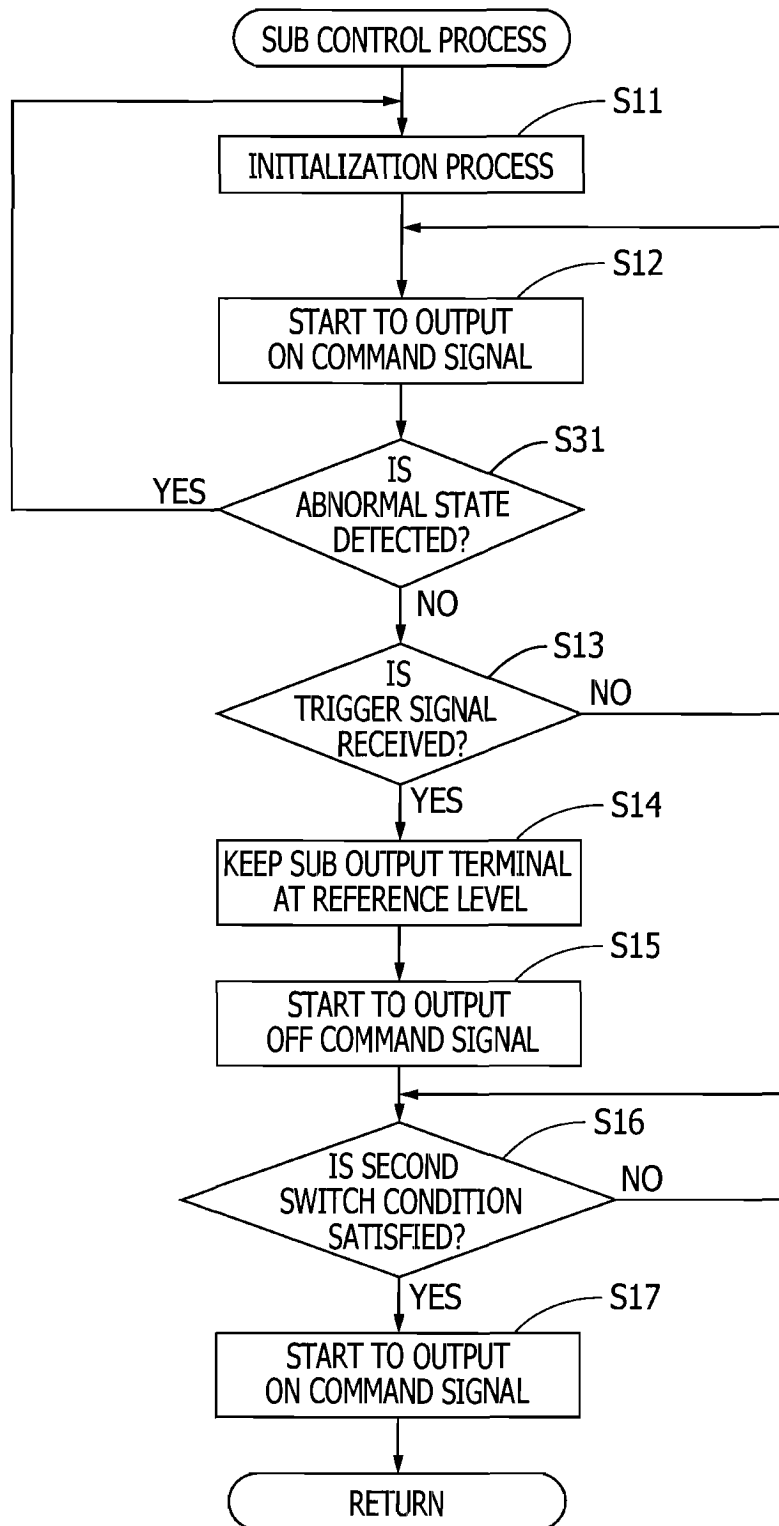 SUB CONTROL PROCESS
S11
INITIALIZATION PROCESS
S12
START TO OUTPUT
ON COMMAND SIGNAL
S31
IS
ABNORMAL STATE
DETECTED?
YES
NO
S13
IS
TRIGGER SIGNAL
RECEIVED?
NO
YES
S14
KEEP SUB OUTPUT TERMINAL
AT REFERENCE LEVEL
S15
START TO OUTPUT
OFF COMMAND SIGNAL
S16
IS SECOND
SWITCH CONDITION
SATISFIED?
NO
YES
S17
START TO OUTPUT
ON COMMAND SIGNAL
RETURN